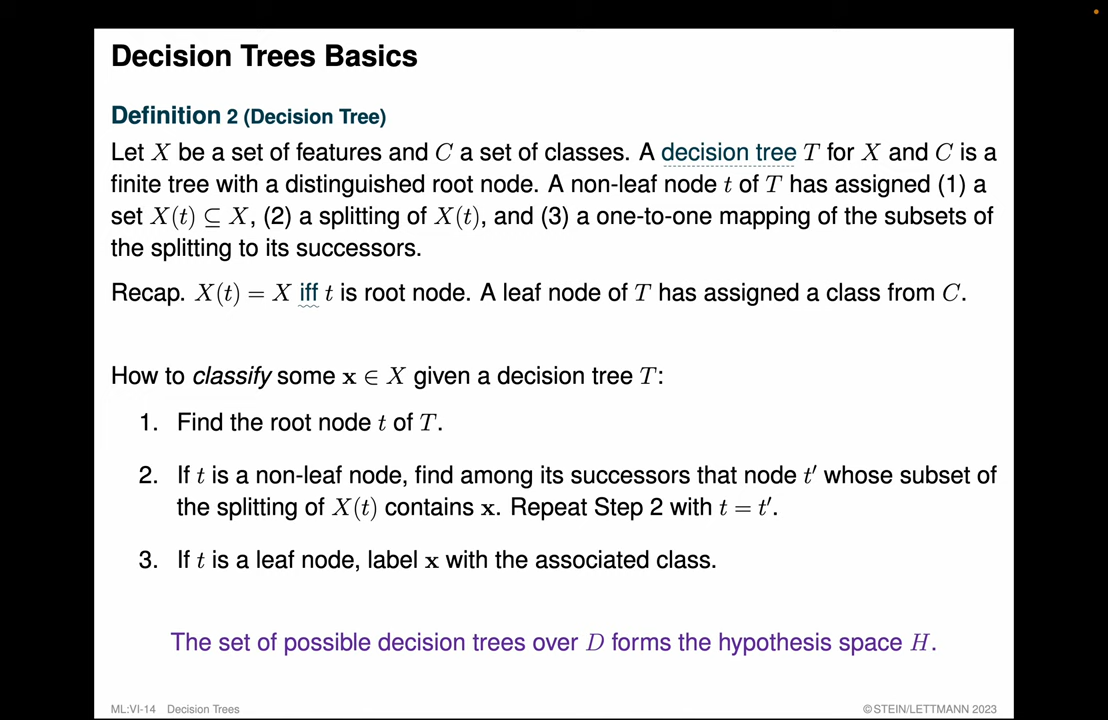 Decision Trees Basics
Definition 2 (Decision Tree)
Let X be a set of features and C a set of classes. A decision tree T for X and C is a
finite tree with a distinguished root node. A non-leaf node t of T has assigned (1) a
set X(t) ⊆ X, (2) a splitting of X(t), and (3) a one-to-one mapping of the subsets of
the splitting to its successors.
Recap. X(t) = X iff t is root node. A leaf node of T has assigned a class from C.
How to classify some x ∈ X given a decision tree T:
1. Find the root node t of T.
2. If t is a non-leaf node, find among its successors that node t′ whose subset of
the splitting of X(t) contains x. Repeat Step 2 with t = t′.
3. If t is a leaf node, label x with the associated class.
The set of possible decision trees over D forms the hypothesis space H.
ML:VI-14 Decision Trees ©STEIN/LETTMANN 2023